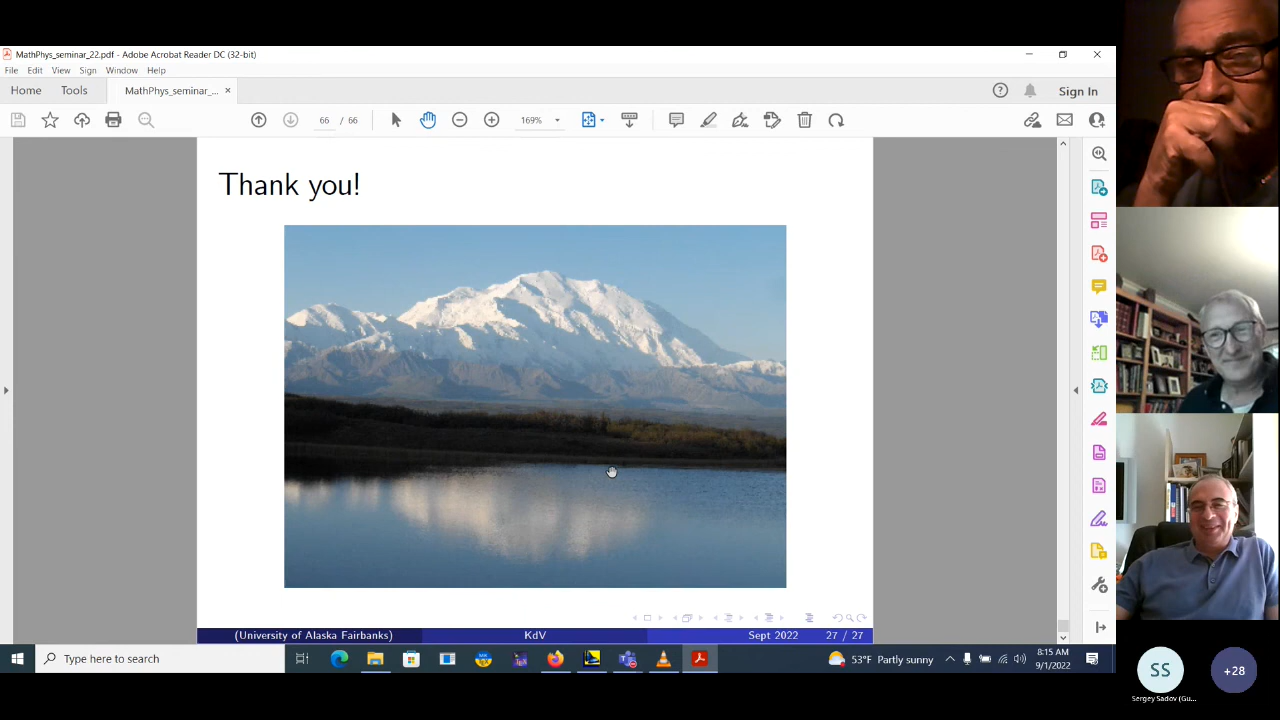 MathPhys_seminar_22.pdf - Adobe Acrobat Reader DC (32-bit)
File Edit View Sign Window Help
Home Tools MathPhys_seminar_... × Sign In
66 / 66 169%
Thank you!
(University of Alaska Fairbanks) KdV Sept 2022 27 / 27
Type here to search
53°F Partly sunny
8:15 AM
9/1/2022
SS
+28
Sergey Sadov (Gu...